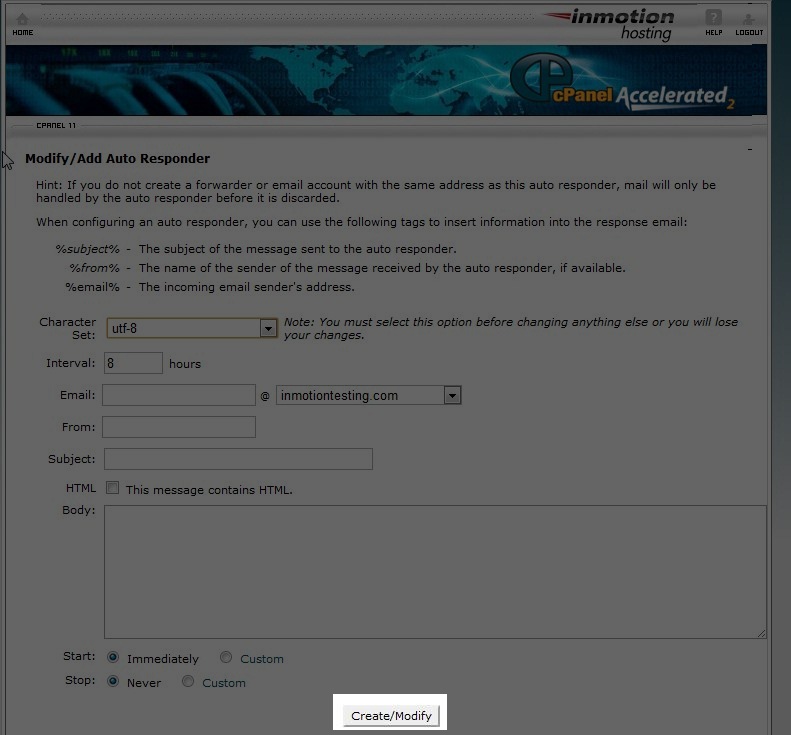 HOME
inmotion
hosting
HELP
LOGOUT
cP
cPanel Accelerated2
CPANEL 11
Modify/Add Auto Responder
Hint: If you do not create a forwarder or email account with the same address as this auto responder, mail will only be
handled by the auto responder before it is discarded.
When configuring an auto responder, you can use the following tags to insert information into the response email:
%subject% - The subject of the message sent to the auto responder.
%from% - The name of the sender of the message received by the auto responder, if available.
%email% - The incoming email sender's address.
Character
Set:
utf-8
Note: You must select this option before changing anything else or you will lose
your changes.
Interval: 8 hours
Email: @ inmotiontesting.com
From:
Subject:
HTML This message contains HTML.
Body:
Start: Immediately Custom
Stop: Never Custom
Create/Modify